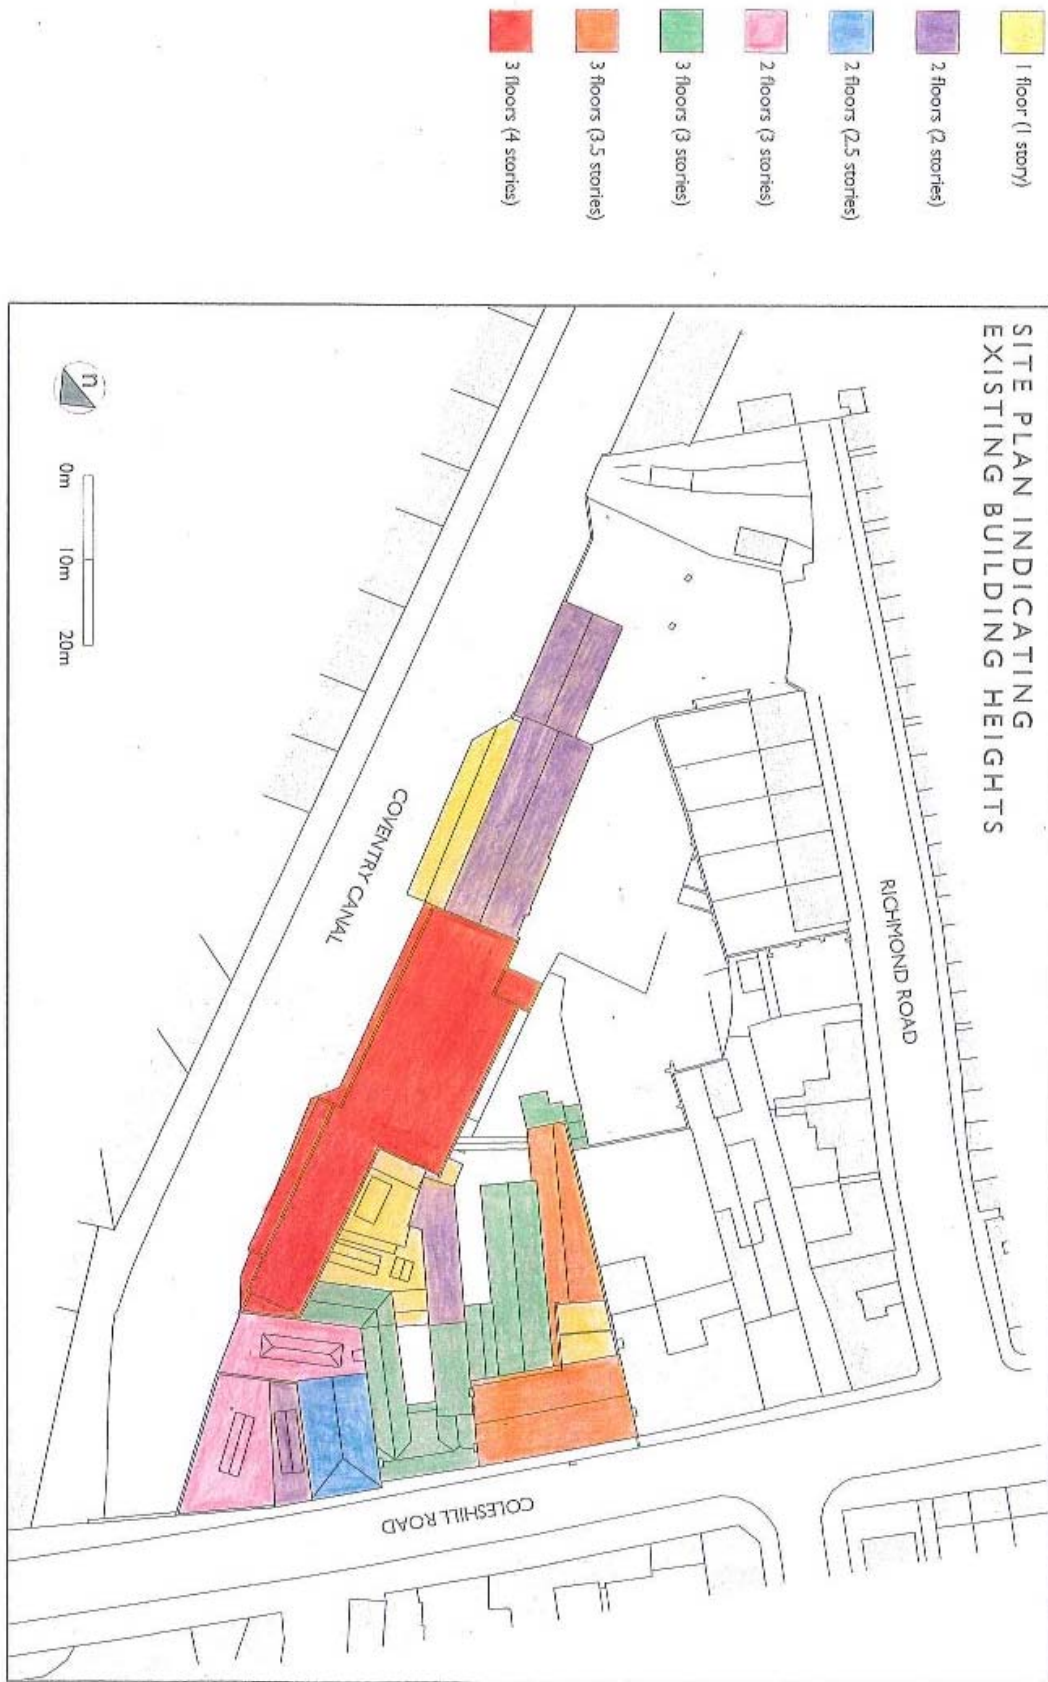 SITE PLAN INDICATING
EXISTING BUILDING HEIGHTS
1 floor (1 story)
2 floors (2 stories)
2 floors (2.5 stories)
2 floors (3 stories)
3 floors (3 stories)
3 floors (3.5 stories)
3 floors (4 stories)
RICHMOND ROAD
COVENTRY CANAL
COLESHILL ROAD
n
0m 10m 20m